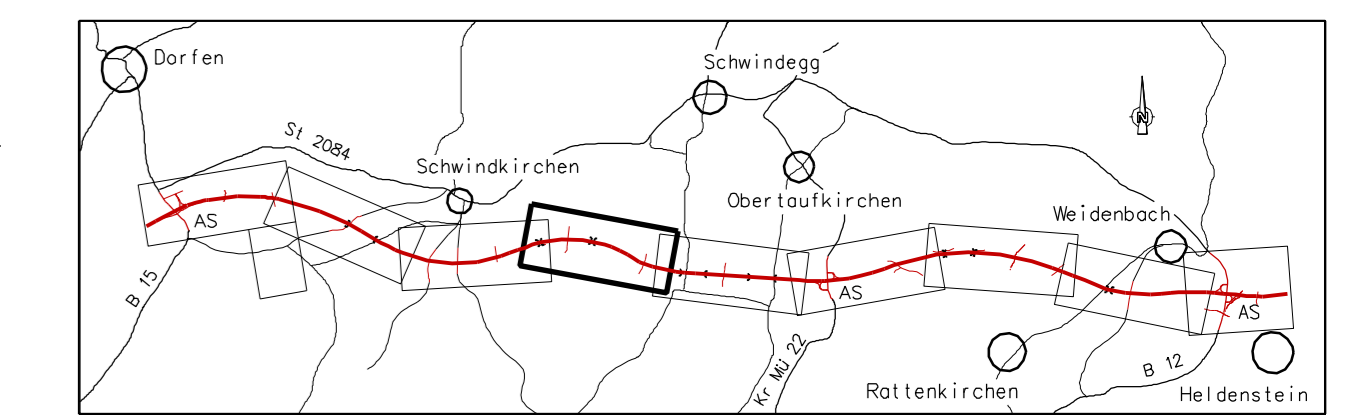 Dorfen
Schwindegg
N
St 2084
Schwindkirchen
Obertaufkirchen
Weidenbach
AS
B 15
AS
AS
Kr Mü 22
B 12
Rattenkirchen
Heldenstein